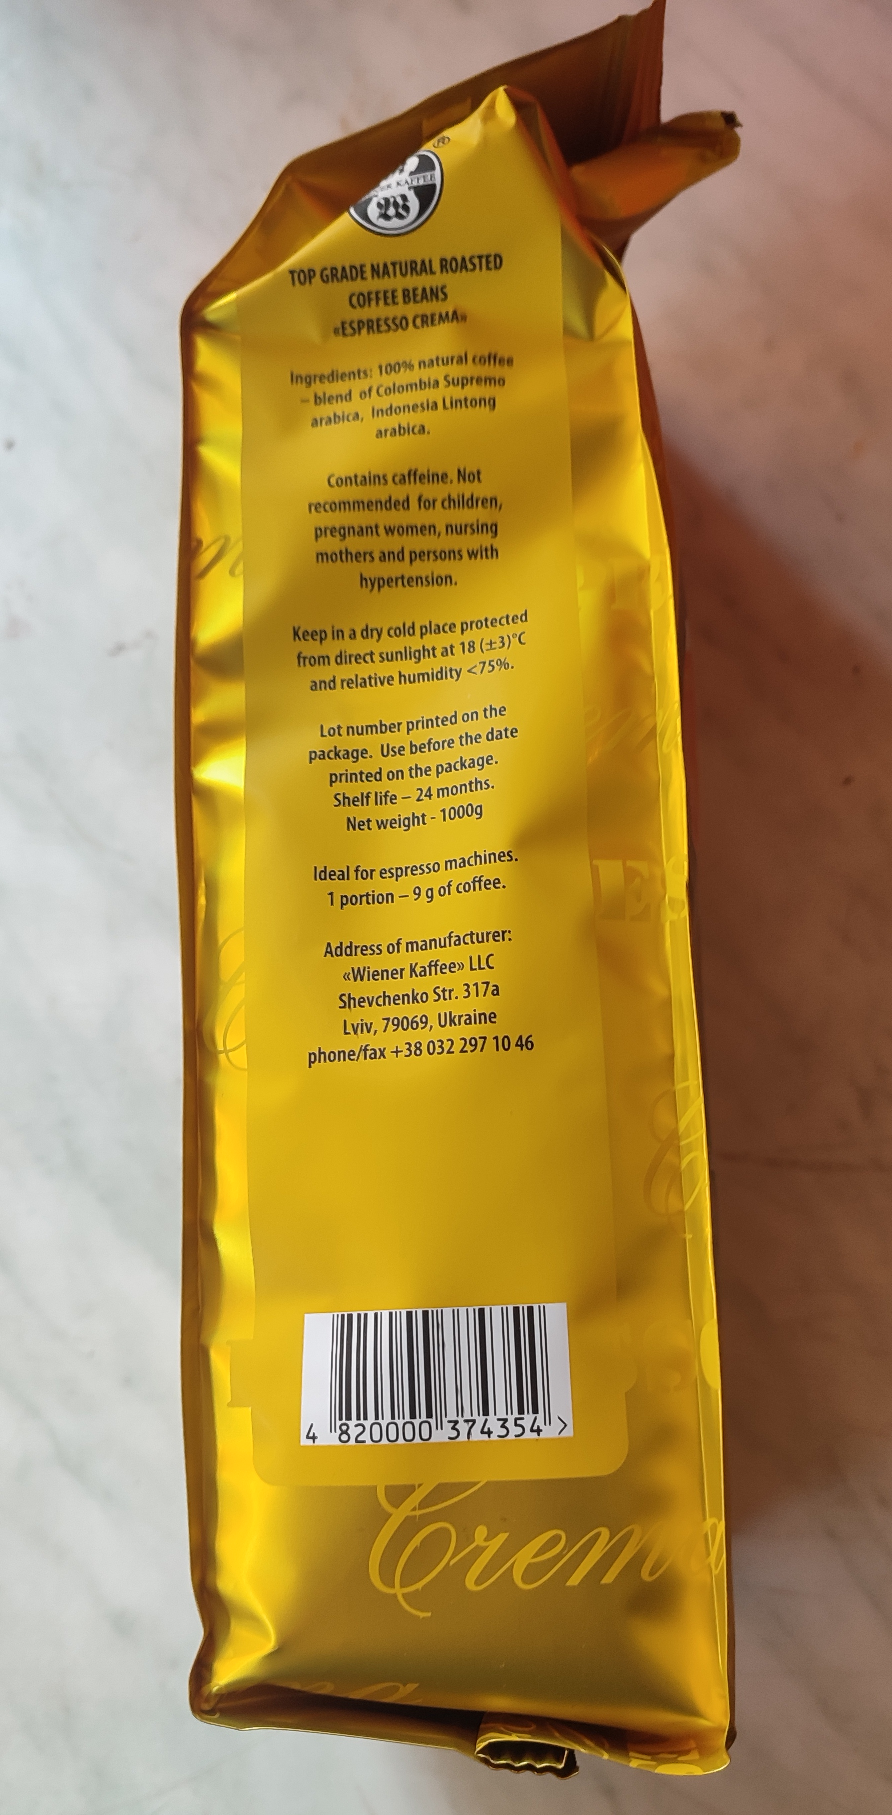 ®
KAFFEE
W
TOP GRADE NATURAL ROASTED
COFFEE BEANS
«ESPRESSO CREMA»
Ingredients: 100% natural coffee
– blend of Colombia Supremo
arabica, Indonesia Lintong
arabica.
Contains caffeine. Not
recommended for children,
pregnant women, nursing
mothers and persons with
hypertension.
Keep in a dry cold place protected
from direct sunlight at 18 (±3)°C
and relative humidity <75%.
Lot number printed on the
package. Use before the date
printed on the package.
Shelf life – 24 months.
Net weight - 1000g
Ideal for espresso machines.
1 portion – 9 g of coffee.
Address of manufacturer:
«Wiener Kaffee» LLC
Shevchenko Str. 317a
Lviv, 79069, Ukraine
phone/fax +38 032 297 10 46
4 820000 374354 >
Crema